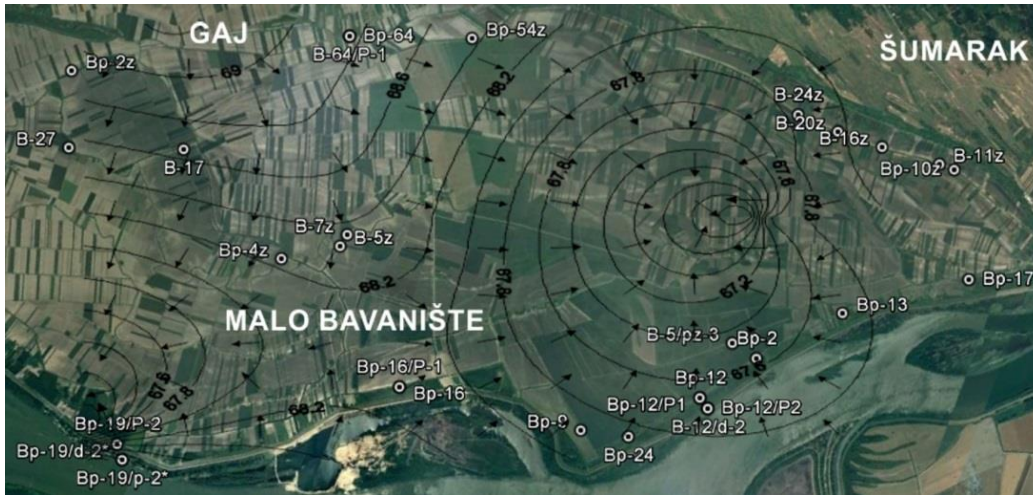 GAJ
ŠUMARAK
Bp-64
B-64/P-1
Bp-54z
Bp-2z
69
68.6
68.2
67.8
B-24z
B-20z
B-16z
B-11z
Bp-10z
B-27
B-17
67.8
67.6
67.8
B-7z
B-5z
Bp-4z
68.2
67.8
67.2
Bp-17
Bp-13
MALO BAVANIŠTE
B-5/pz-3
Bp-2
Bp-16/P-1
Bp-16
Bp-12
67.6
67.8
68.2
Bp-12/P1
Bp-12/P2
B-12/d-2
Bp-19/P-2
Bp-9
Bp-24
Bp-19/d-2*
Bp-19/p-2*